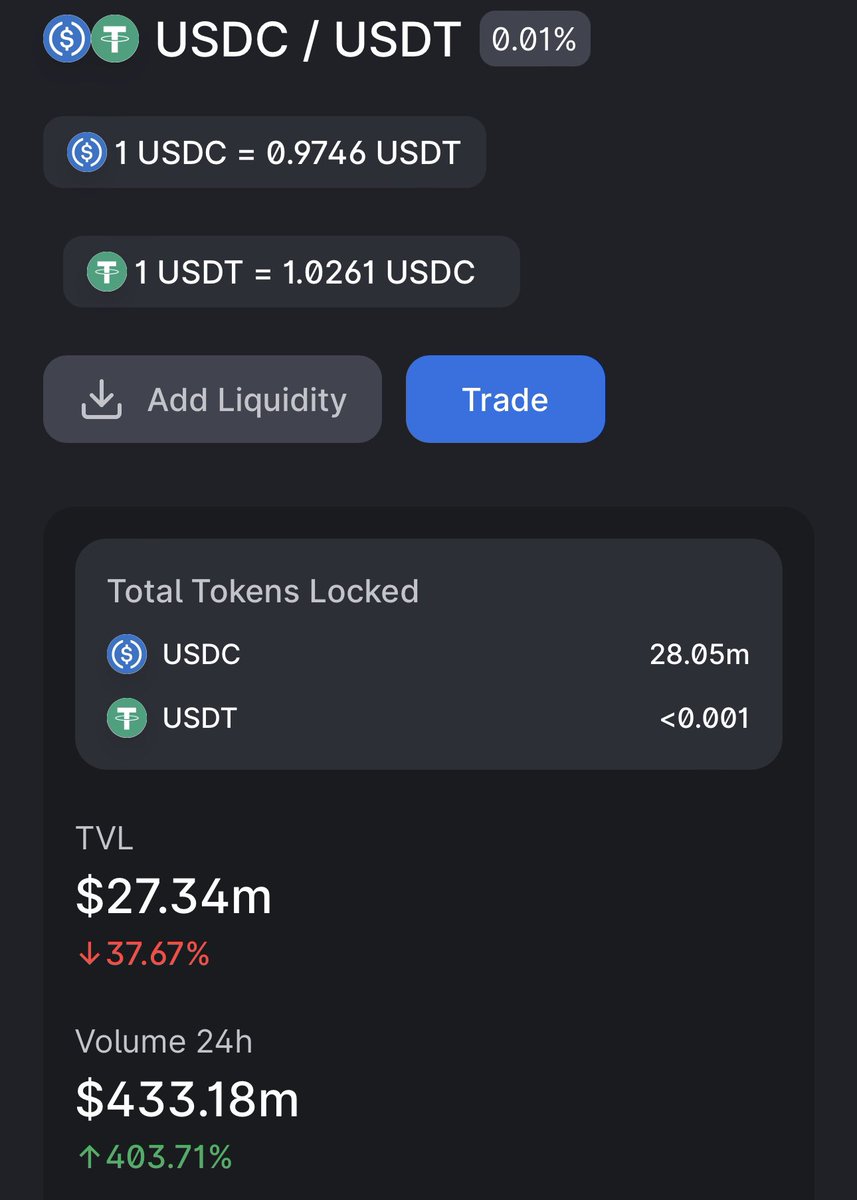 USDC / USDT 0.01%
1 USDC = 0.9746 USDT
1 USDT = 1.0261 USDC
Add Liquidity Trade
Total Tokens Locked
USDC 28.05m
USDT <0.001
TVL
$27.34m
↓37.67%
Volume 24h
$433.18m
↑403.71%